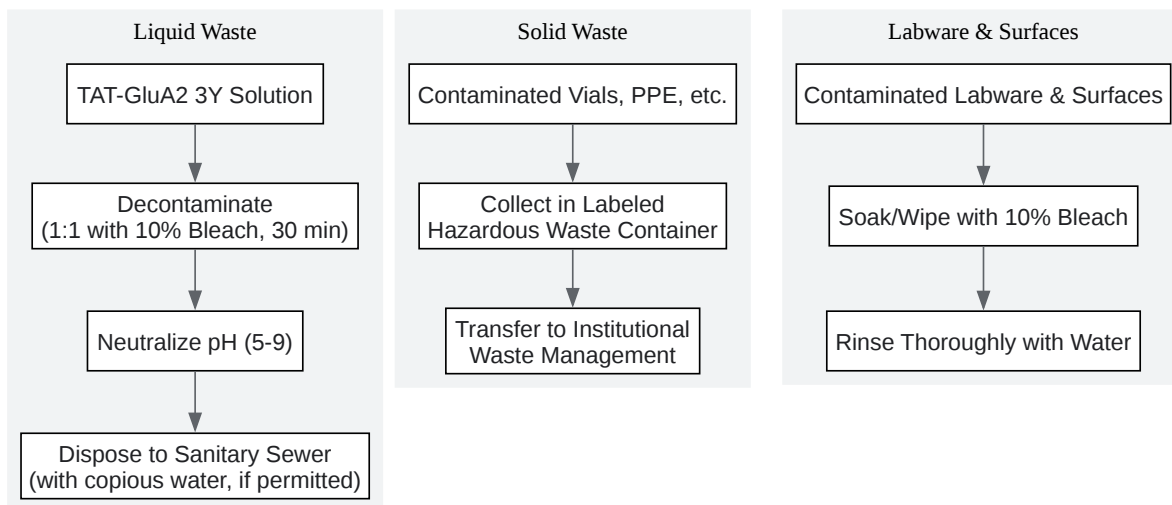 Liquid Waste
TAT-GluA2 3Y Solution
Decontaminate
(1:1 with 10% Bleach, 30 min)
Neutralize pH (5-9)
Dispose to Sanitary Sewer
(with copious water, if permitted)
Solid Waste
Contaminated Vials, PPE, etc.
Collect in Labeled
Hazardous Waste Container
Transfer to Institutional
Waste Management
Labware & Surfaces
Contaminated Labware & Surfaces
Soak/Wipe with 10% Bleach
Rinse Thoroughly with Water